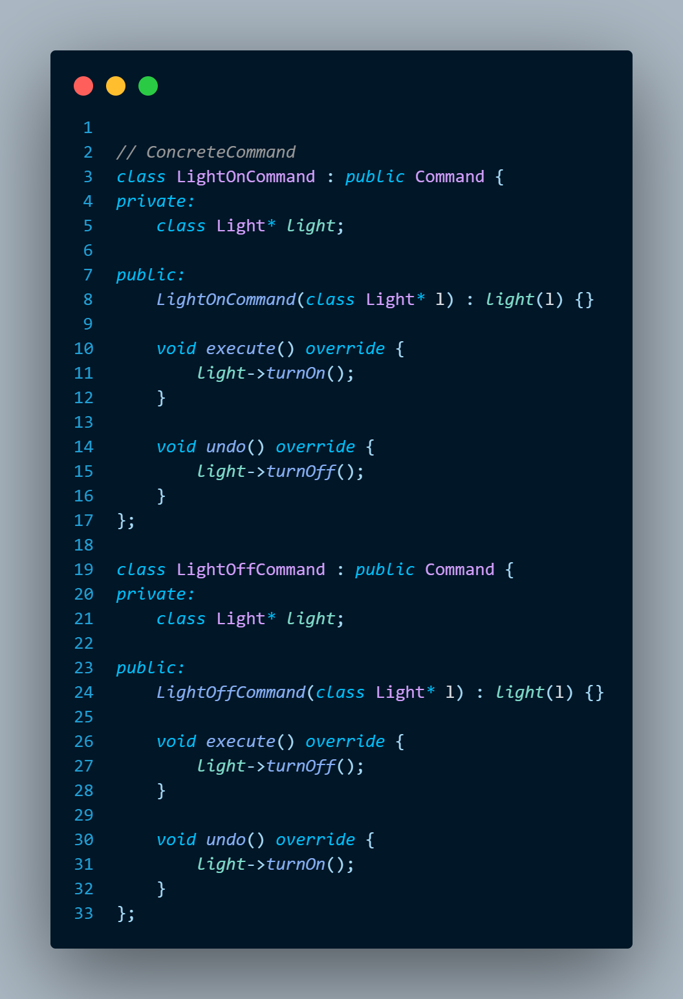 1
2 // ConcreteCommand
3 class LightOnCommand : public Command {
4 private:
5     class Light* light;
6
7 public:
8     LightOnCommand(class Light* l) : light(l) {}
9
10     void execute() override {
11         light->turnOn();
12     }
13
14     void undo() override {
15         light->turnOff();
16     }
17 };
18
19 class LightOffCommand : public Command {
20 private:
21     class Light* light;
22
23 public:
24     LightOffCommand(class Light* l) : light(l) {}
25
26     void execute() override {
27         light->turnOff();
28     }
29
30     void undo() override {
31         light->turnOn();
32     }
33 };